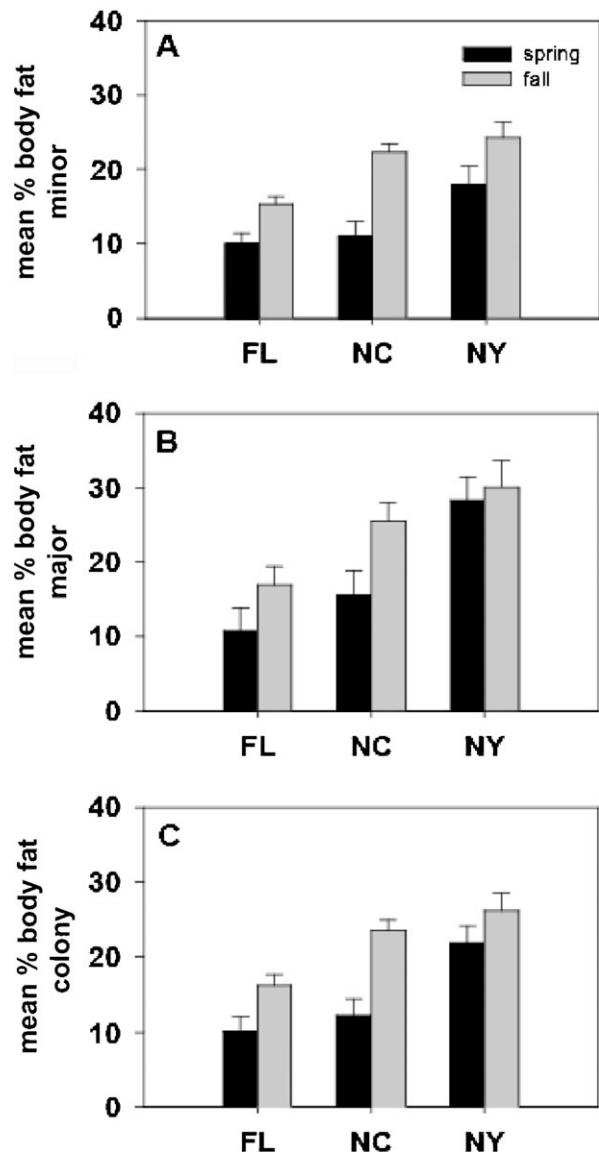 A
spring
fall
mean % body fat
minor
40
30
20
10
0
FL NC NY
B
mean % body fat
major
40
30
20
10
0
FL NC NY
C
mean % body fat
colony
40
30
20
10
0
FL NC NY